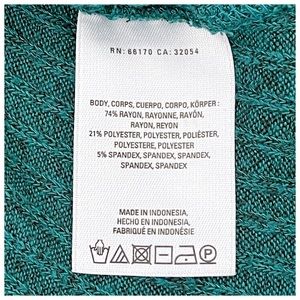 RN: 66170 CA: 32054
BODY, CORPS, CUERPO, CORPO, KÖRPER :
74% RAYON, RAYONNE, RAYÓN,
RAYON, REYON
21% POLYESTER, POLYESTER, POLIÉSTER,
POLYESTERE, POLYESTER
5% SPANDEX, SPANDEX, SPANDEX,
SPANDEX, SPANDEX
MADE IN INDONESIA,
HECHO EN INDONESIA,
FABRIQUÉ EN INDONÉSIE